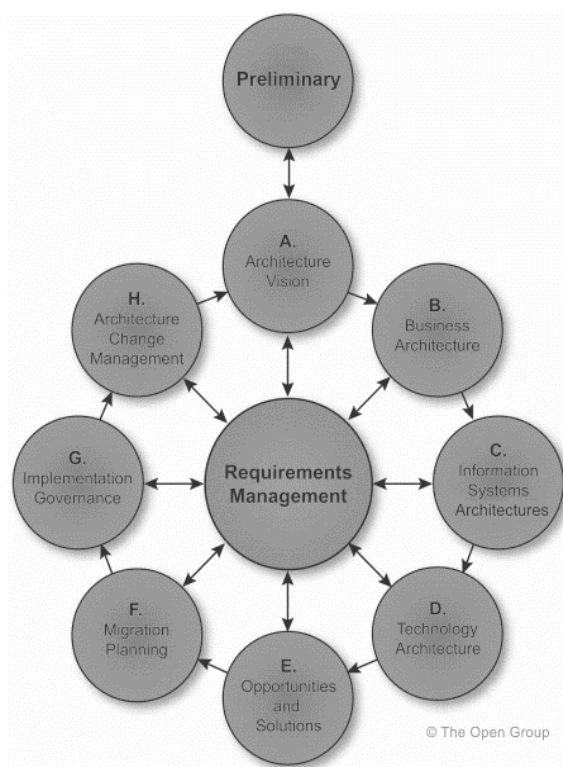 Preliminary
A.
Architecture
Vision
B.
Business
Architecture
C.
Information
Systems
Architectures
D.
Technology
Architecture
E.
Opportunities
and
Solutions
F.
Migration
Planning
G.
Implementation
Governance
H.
Architecture
Change
Management
Requirements
Management
© The Open Group